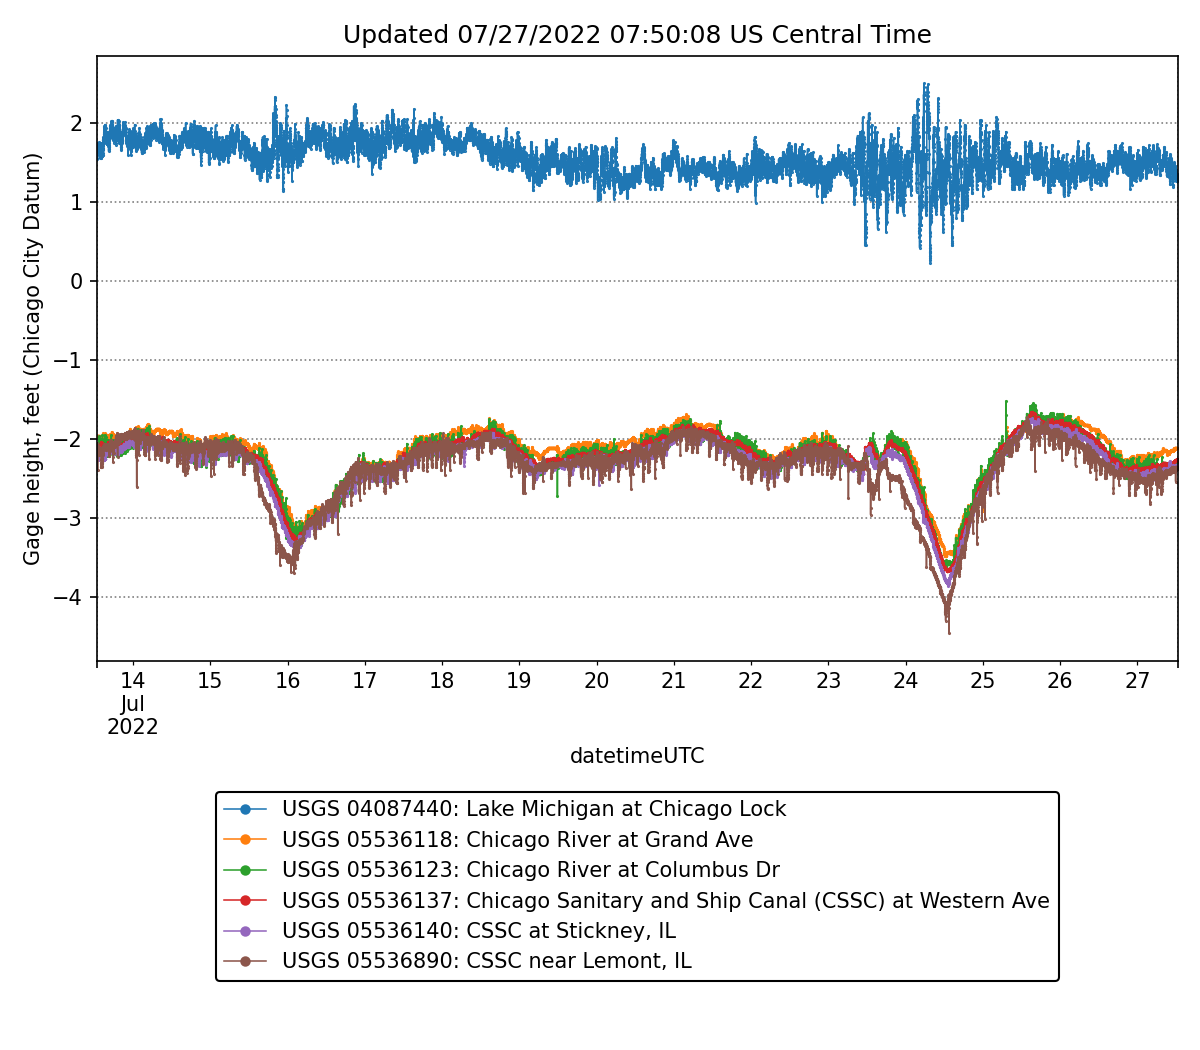 Updated 07/27/2022 07:50:08 US Central Time
Gage height, feet (Chicago City Datum)
2
1
0
−1
−2
−3
−4
14 15 16 17 18 19 20 21 22 23 24 25 26 27
Jul
2022
datetimeUTC
USGS 04087440: Lake Michigan at Chicago Lock
USGS 05536118: Chicago River at Grand Ave
USGS 05536123: Chicago River at Columbus Dr
USGS 05536137: Chicago Sanitary and Ship Canal (CSSC) at Western Ave
USGS 05536140: CSSC at Stickney, IL
USGS 05536890: CSSC near Lemont, IL